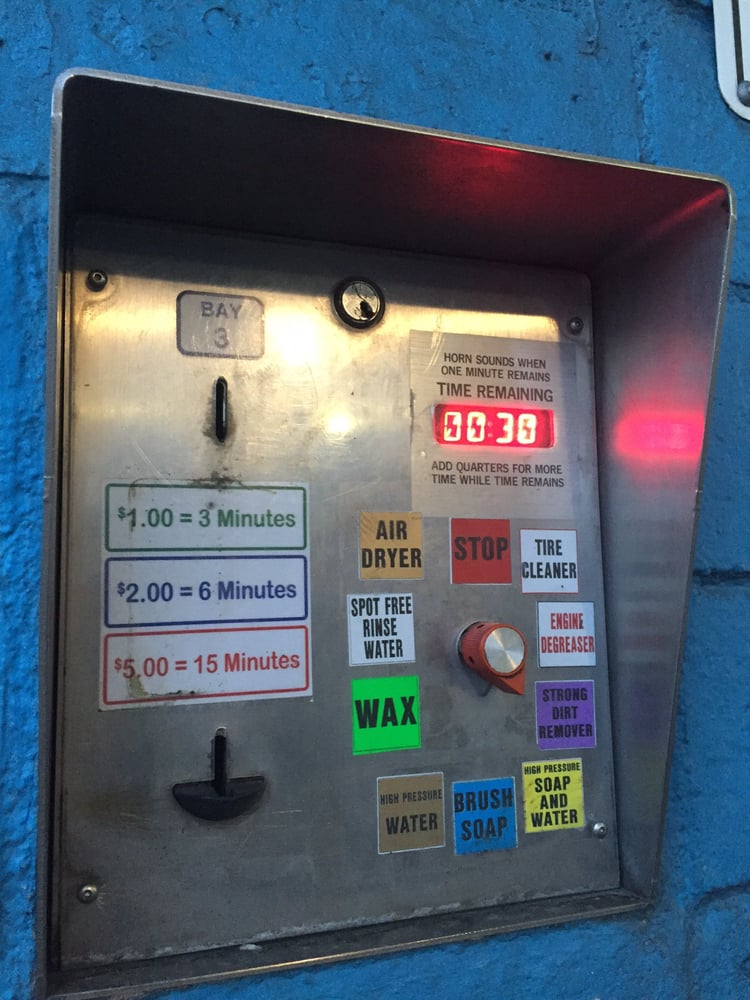 BAY
3
HORN SOUNDS WHEN
ONE MINUTE REMAINS
TIME REMAINING
00:38
ADD QUARTERS FOR MORE
TIME WHILE TIME REMAINS
$1.00 = 3 Minutes
$2.00 = 6 Minutes
$5.00 = 15 Minutes
AIR
DRYER
STOP
TIRE
CLEANER
SPOT FREE
RINSE
WATER
ENGINE
DEGREASER
WAX
STRONG
DIRT
REMOVER
HIGH PRESSURE
WATER
BRUSH
SOAP
HIGH PRESSURE
SOAP
AND
WATER